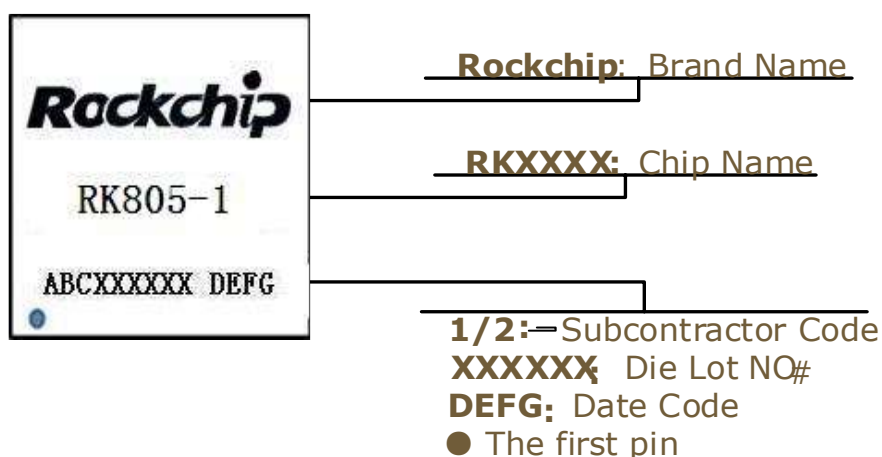 Rockchip
RK805-1
ABCXXXXXX DEFG
Rockchip: Brand Name
RKXXXX: Chip Name
1/2: Subcontractor Code
XXXXXX: Die Lot NO#
DEFG: Date Code
● The first pin